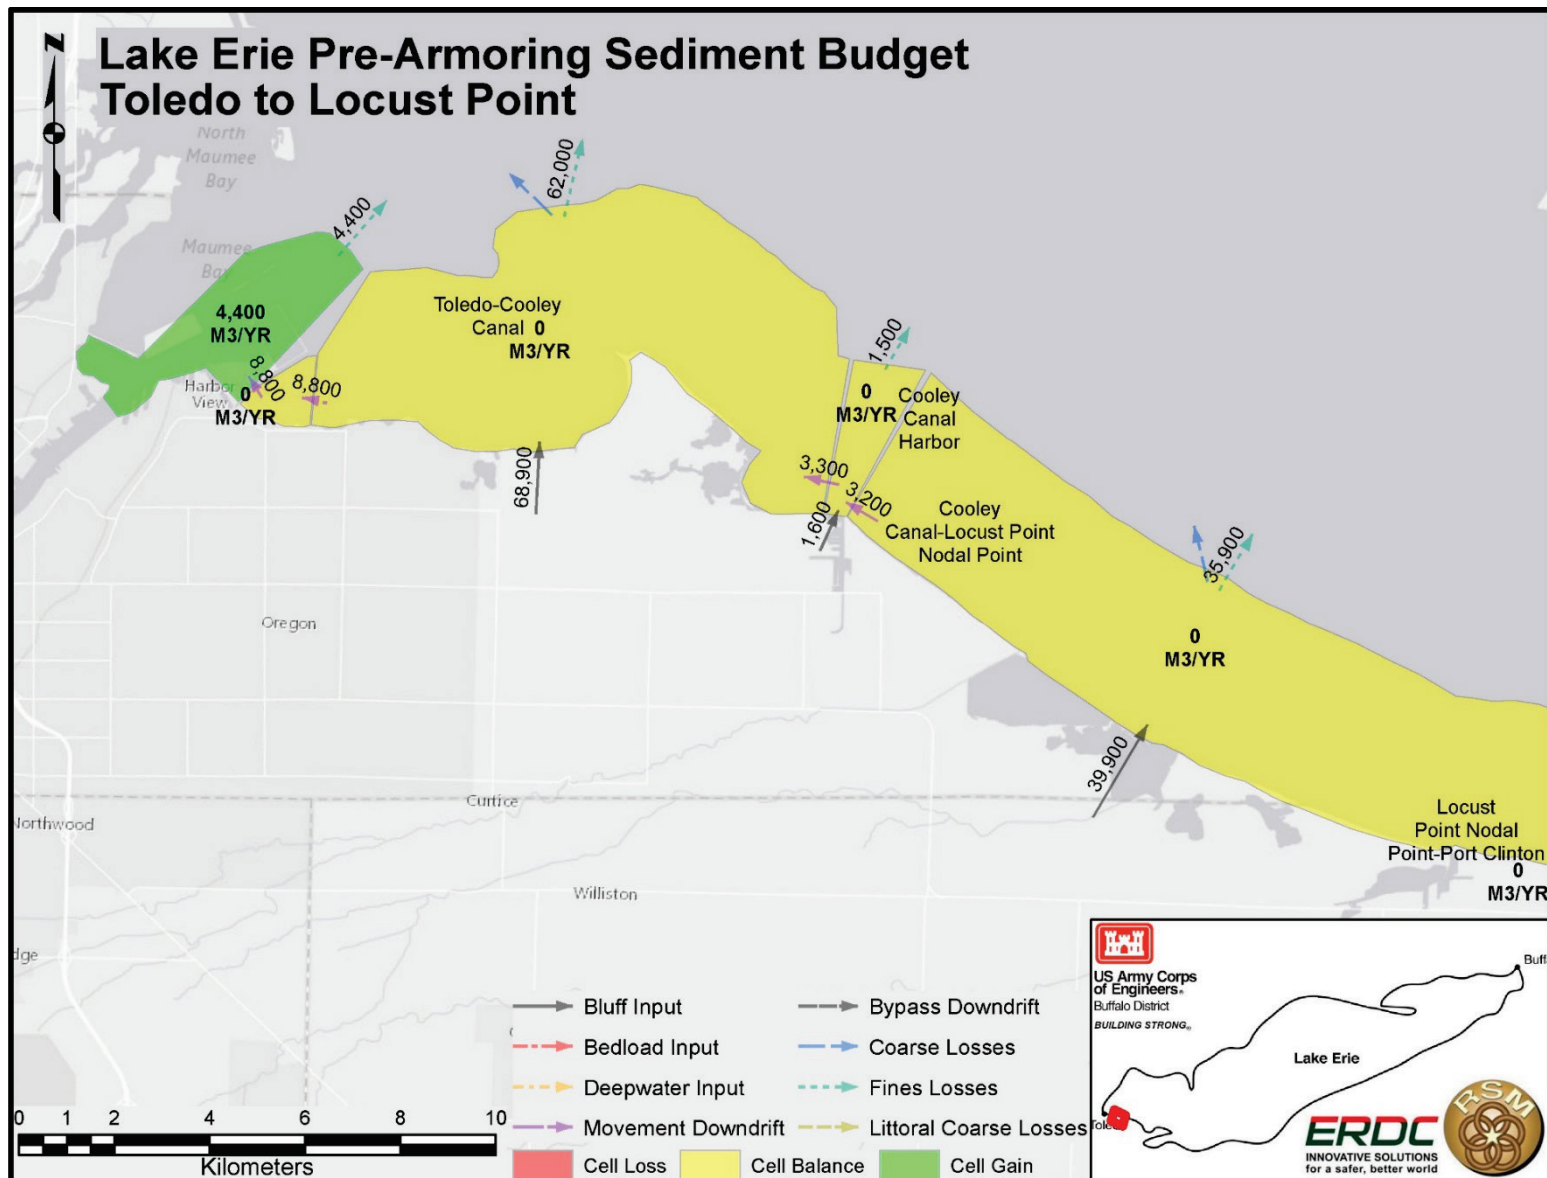 Lake Erie Pre-Armoring Sediment Budget
Toledo to Locust Point
N
North
Maumee
Bay
Maumee
Bay
4,400
62,000
4,400
M3/YR
Toledo-Cooley
Canal
0
M3/YR
1,500
8,800
8,800
Harbor
View
0
M3/YR
0
M3/YR
Cooley
Canal
Harbor
68,900
3,300
3,200
1,600
Cooley
Canal-Locust Point
Nodal Point
35,900
Oregon
0
M3/YR
39,900
Curtice
Northwood
Locust
Point Nodal
Point-Port Clinton
0
M3/YR
Williston
dge
Bluff Input
Bypass Downdrift
Bedload Input
Coarse Losses
Deepwater Input
Fines Losses
Movement Downdrift
Littoral Coarse Losses
Cell Loss
Cell Balance
Cell Gain
0 1 2 4 6 8 10
Kilometers
US Army Corps
of Engineers®
Buffalo District
BUILDING STRONG®
Buff
Lake Erie
Toled
ERDC
INNOVATIVE SOLUTIONS
for a safer, better world
RSM